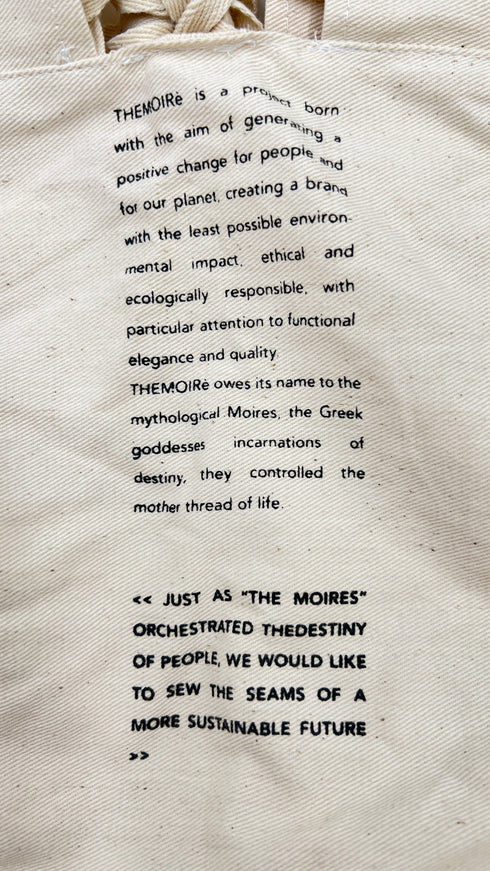 THEMOIRè is a project born
with the aim of generating a
positive change for people and
for our planet, creating a brand
with the least possible environ-
mental impact, ethical and
ecologically responsible, with
particular attention to functional
elegance and quality.
THEMOIRè owes its name to the
mythological Moires, the Greek
goddesses incarnations of
destiny, they controlled the
mother thread of life.
<< JUST AS "THE MOIRES"
ORCHESTRATED THEDESTINY
OF PEOPLE, WE WOULD LIKE
TO SEW THE SEAMS OF A
MORE SUSTAINABLE FUTURE
>>